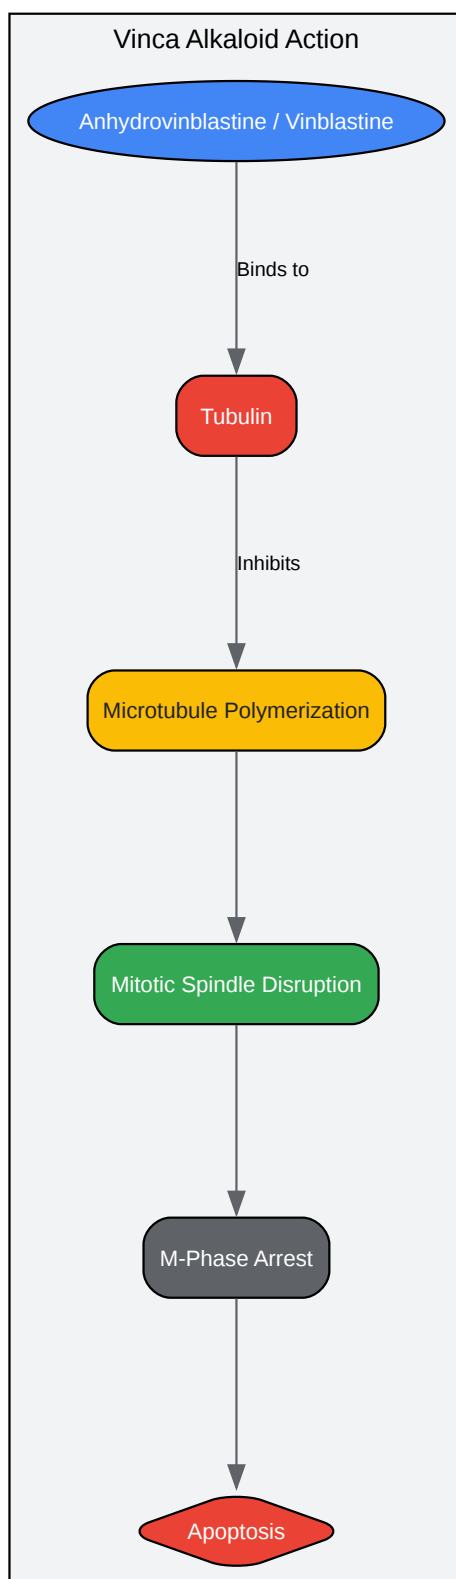 Vinca Alkaloid Action
Anhydrovinblastine / Vinblastine
Binds to
Tubulin
Inhibits
Microtubule Polymerization
Mitotic Spindle Disruption
M-Phase Arrest
Apoptosis